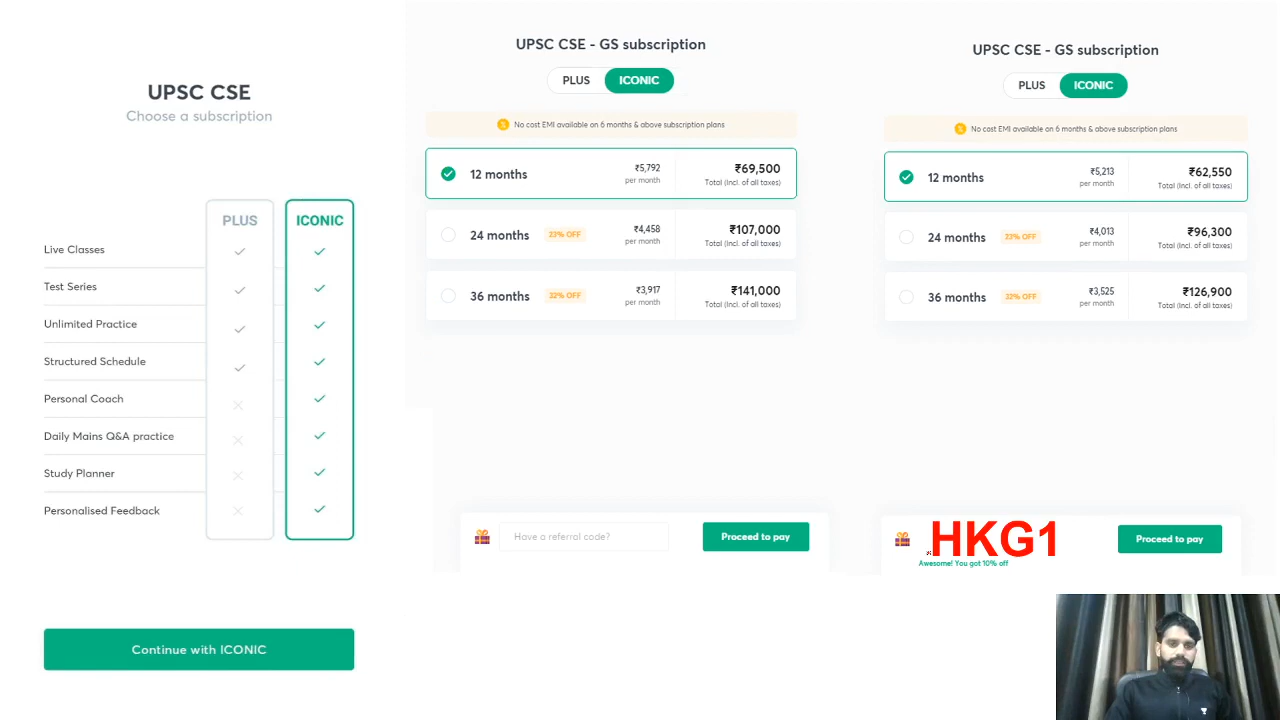 UPSC CSE
Choose a subscription
PLUS
ICONIC
Live Classes
Test Series
Unlimited Practice
Structured Schedule
Personal Coach
Daily Mains Q&A practice
Study Planner
Personalised Feedback
Continue with ICONIC
UPSC CSE - GS subscription
PLUS
ICONIC
No cost EMI available on 6 months & above subscription plans
12 months
₹5,792
per month
₹69,500
Total (Incl. of all taxes)
24 months
23% OFF
₹4,458
per month
₹107,000
Total (Incl. of all taxes)
36 months
32% OFF
₹3,917
per month
₹141,000
Total (Incl. of all taxes)
Have a referral code?
Proceed to pay
UPSC CSE - GS subscription
PLUS
ICONIC
No cost EMI available on 6 months & above subscription plans
12 months
₹5,213
per month
₹62,550
Total (Incl. of all taxes)
24 months
23% OFF
₹4,013
per month
₹96,300
Total (Incl. of all taxes)
36 months
32% OFF
₹3,525
per month
₹126,900
Total (Incl. of all taxes)
HKG1
Awesome! You got 10% off
Proceed to pay